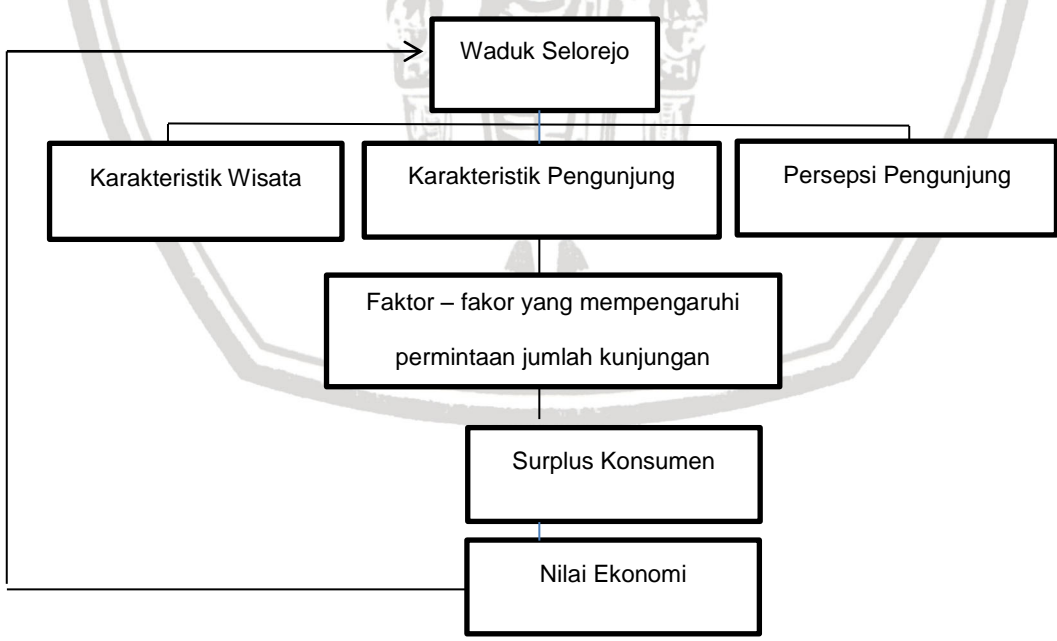 Waduk Selorejo
Karakteristik Wisata
Karakteristik Pengunjung
Persepsi Pengunjung
Faktor – fakor yang mempengaruhi
permintaan jumlah kunjungan
Surplus Konsumen
Nilai Ekonomi